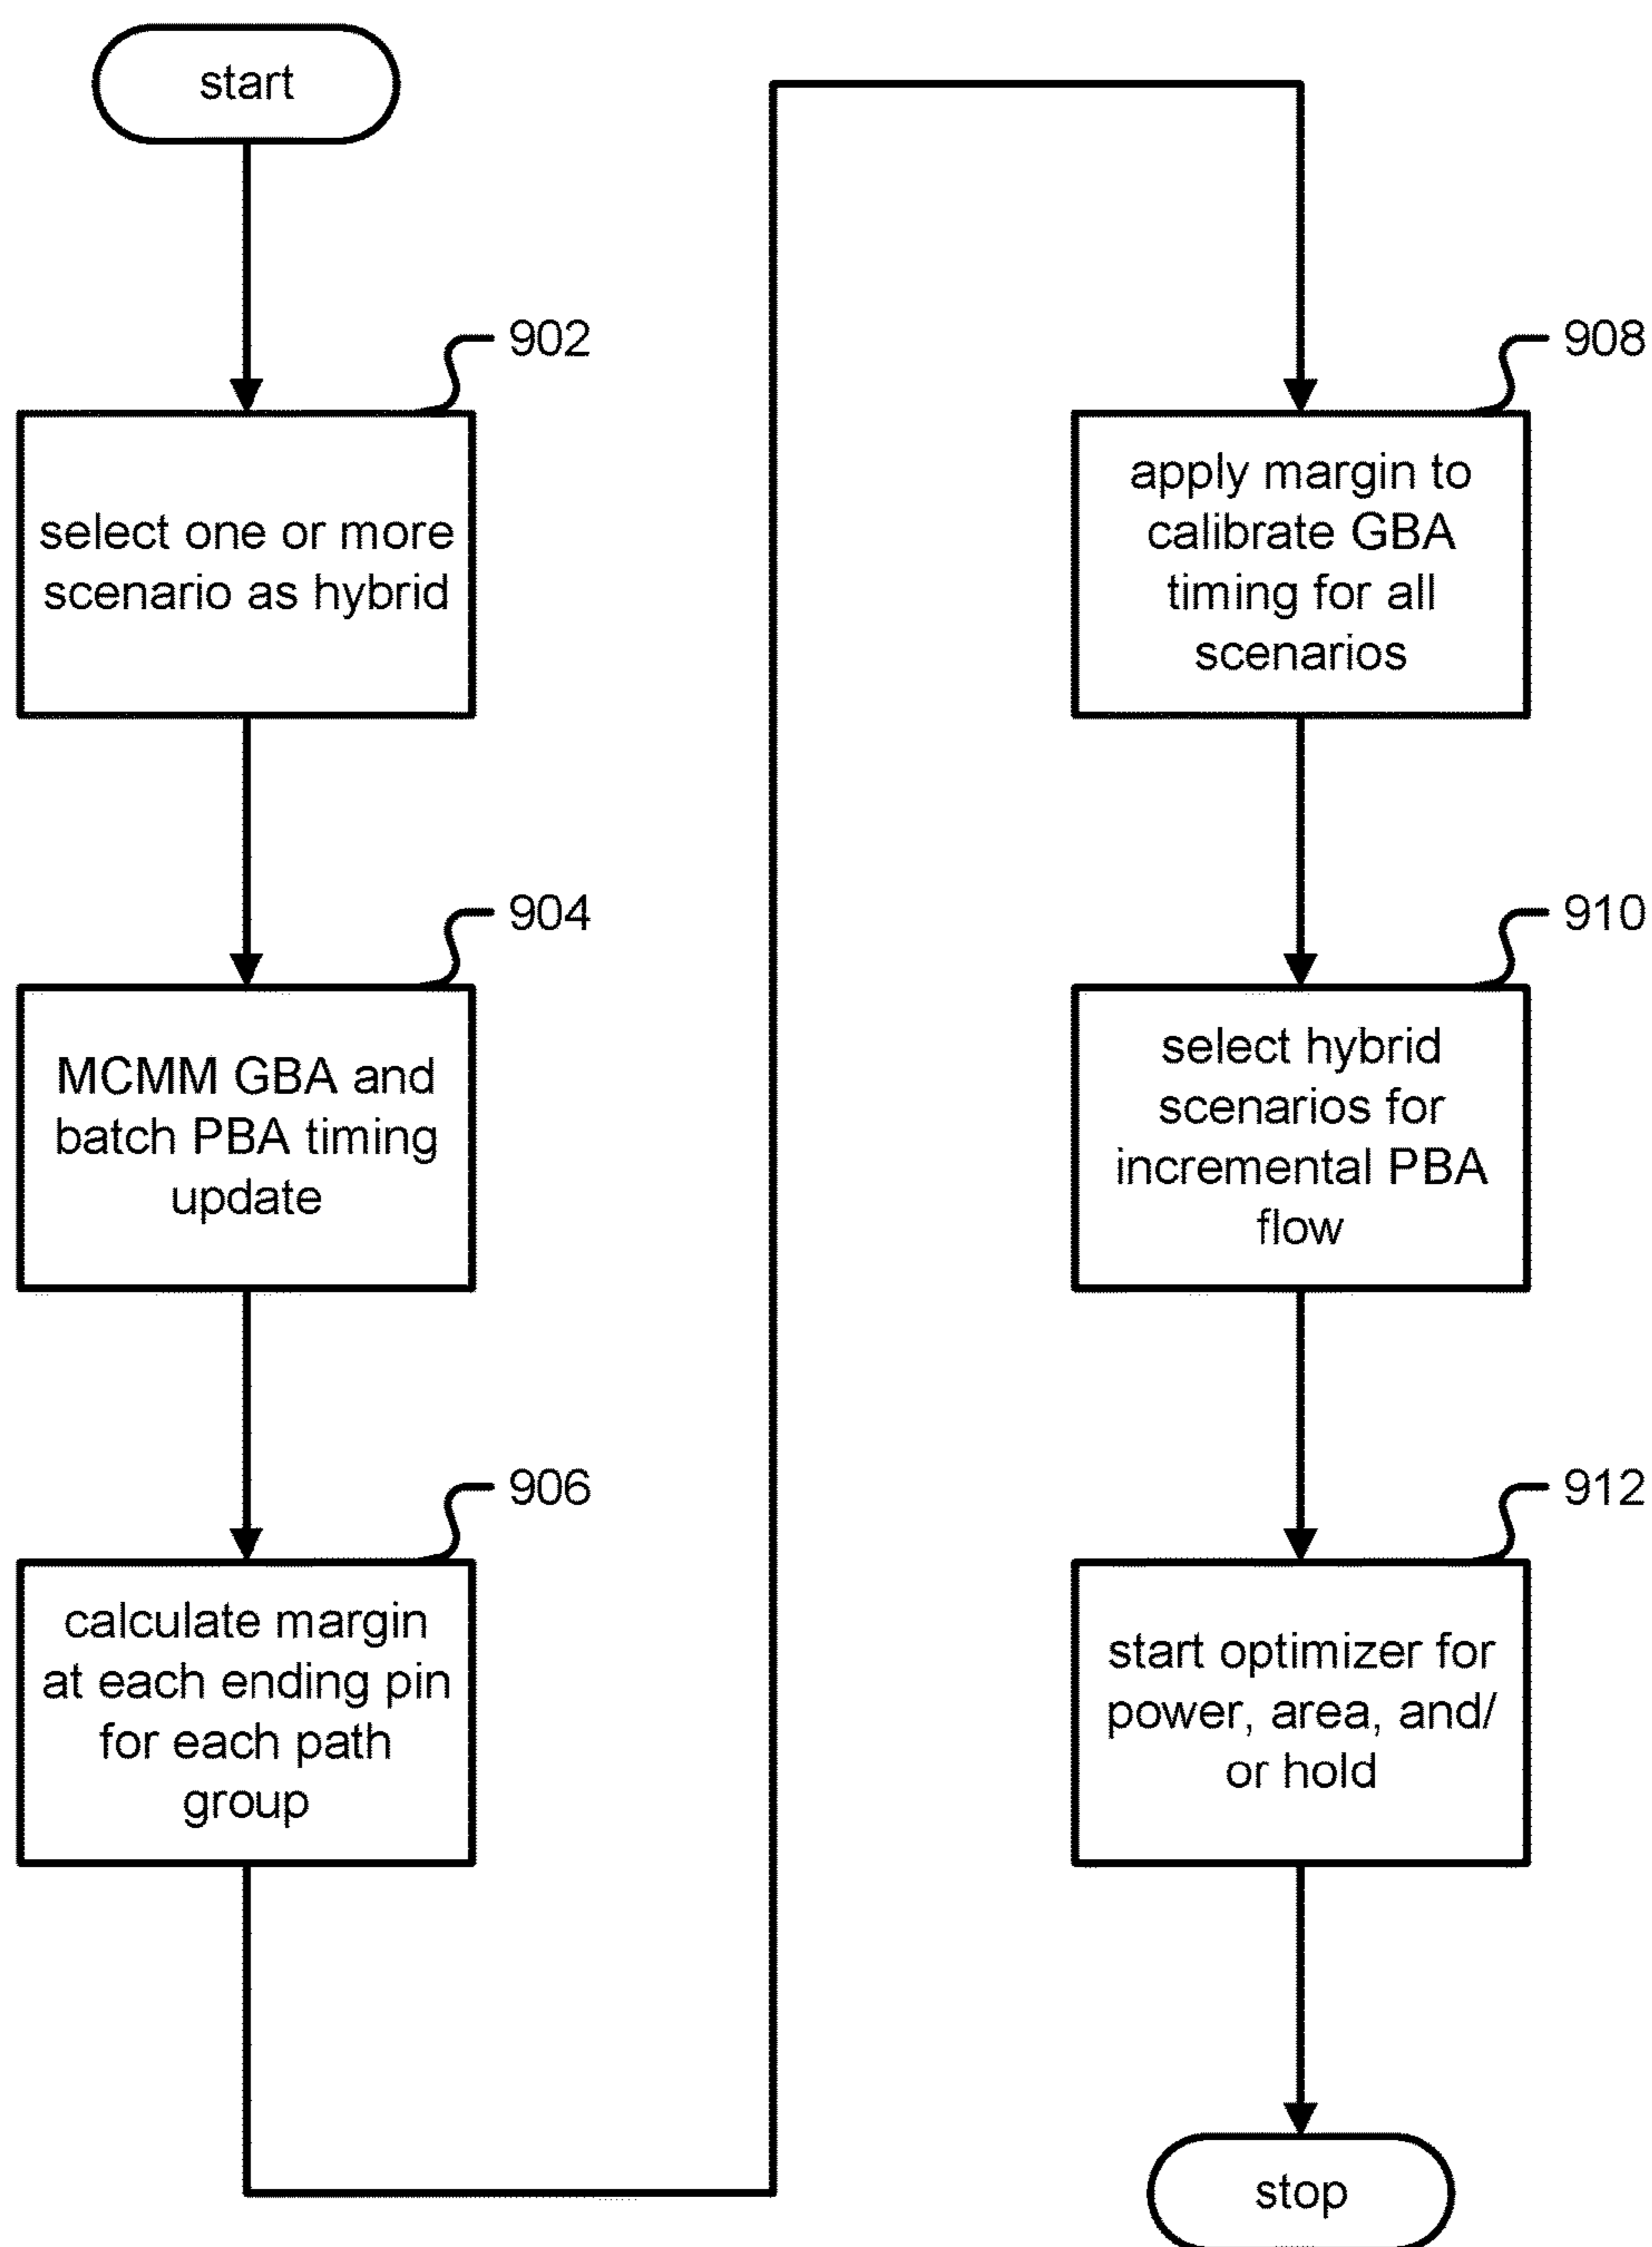 start
902
select one or more
scenario as hybrid
904
MCMM GBA and
batch PBA timing
update
906
calculate margin
at each ending pin
for each path
group
908
apply margin to
calibrate GBA
timing for all
scenarios
910
select hybrid
scenarios for
incremental PBA
flow
912
start optimizer for
power, area, and/
or hold
stop